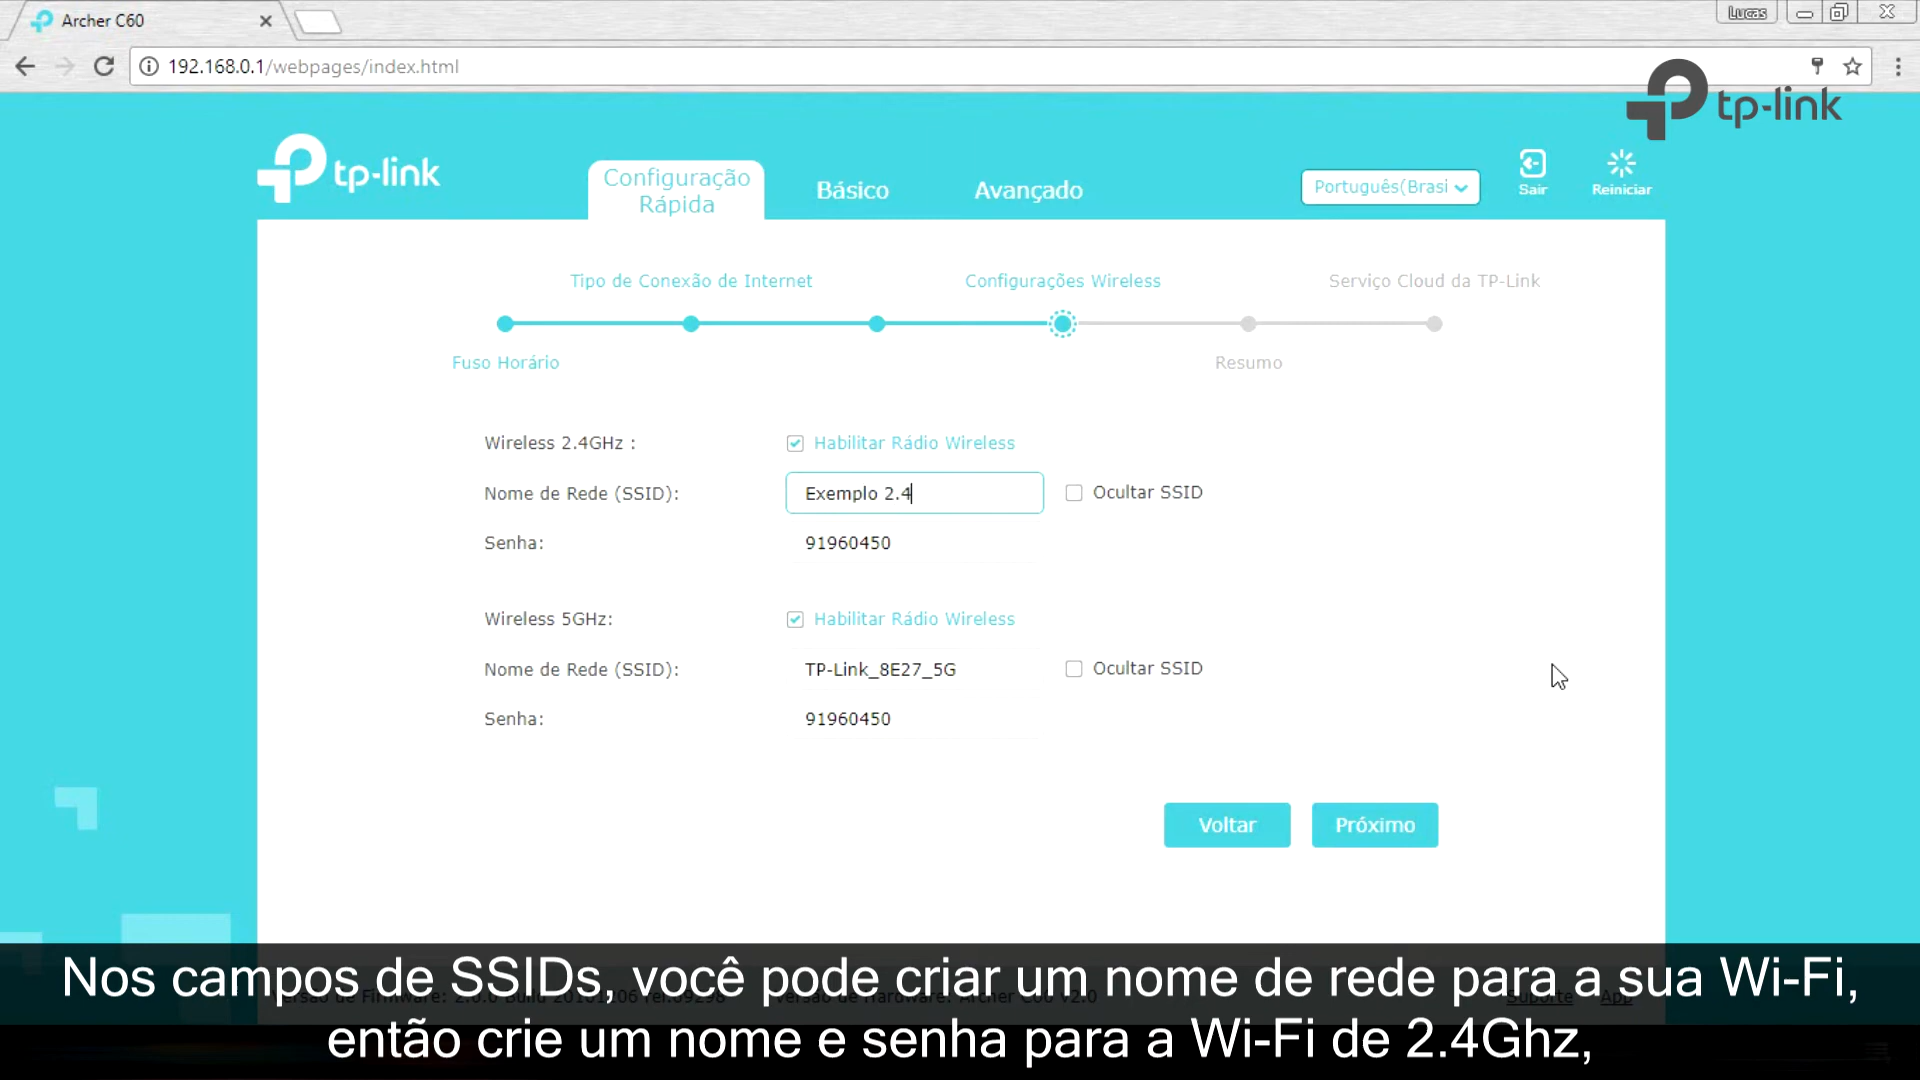 Archer C60
Lucas
192.168.0.1/webpages/index.html
tp-link
tp-link
Configuração
Rápida
Básico
Avançado
Português(Brasi
Sair
Reiniciar
Tipo de Conexão de Internet
Configurações Wireless
Serviço Cloud da TP-Link
Fuso Horário
Resumo
Wireless 2.4GHz :
Habilitar Rádio Wireless
Nome de Rede (SSID):
Exemplo 2.4
Ocultar SSID
Senha:
91960450
Wireless 5GHz:
Habilitar Rádio Wireless
Nome de Rede (SSID):
TP-Link_8E27_5G
Ocultar SSID
Senha:
91960450
Voltar
Próximo
Suporte
App
Nos campos de SSIDs, você pode criar um nome de rede para a sua Wi-Fi,
então crie um nome e senha para a Wi-Fi de 2.4Ghz,